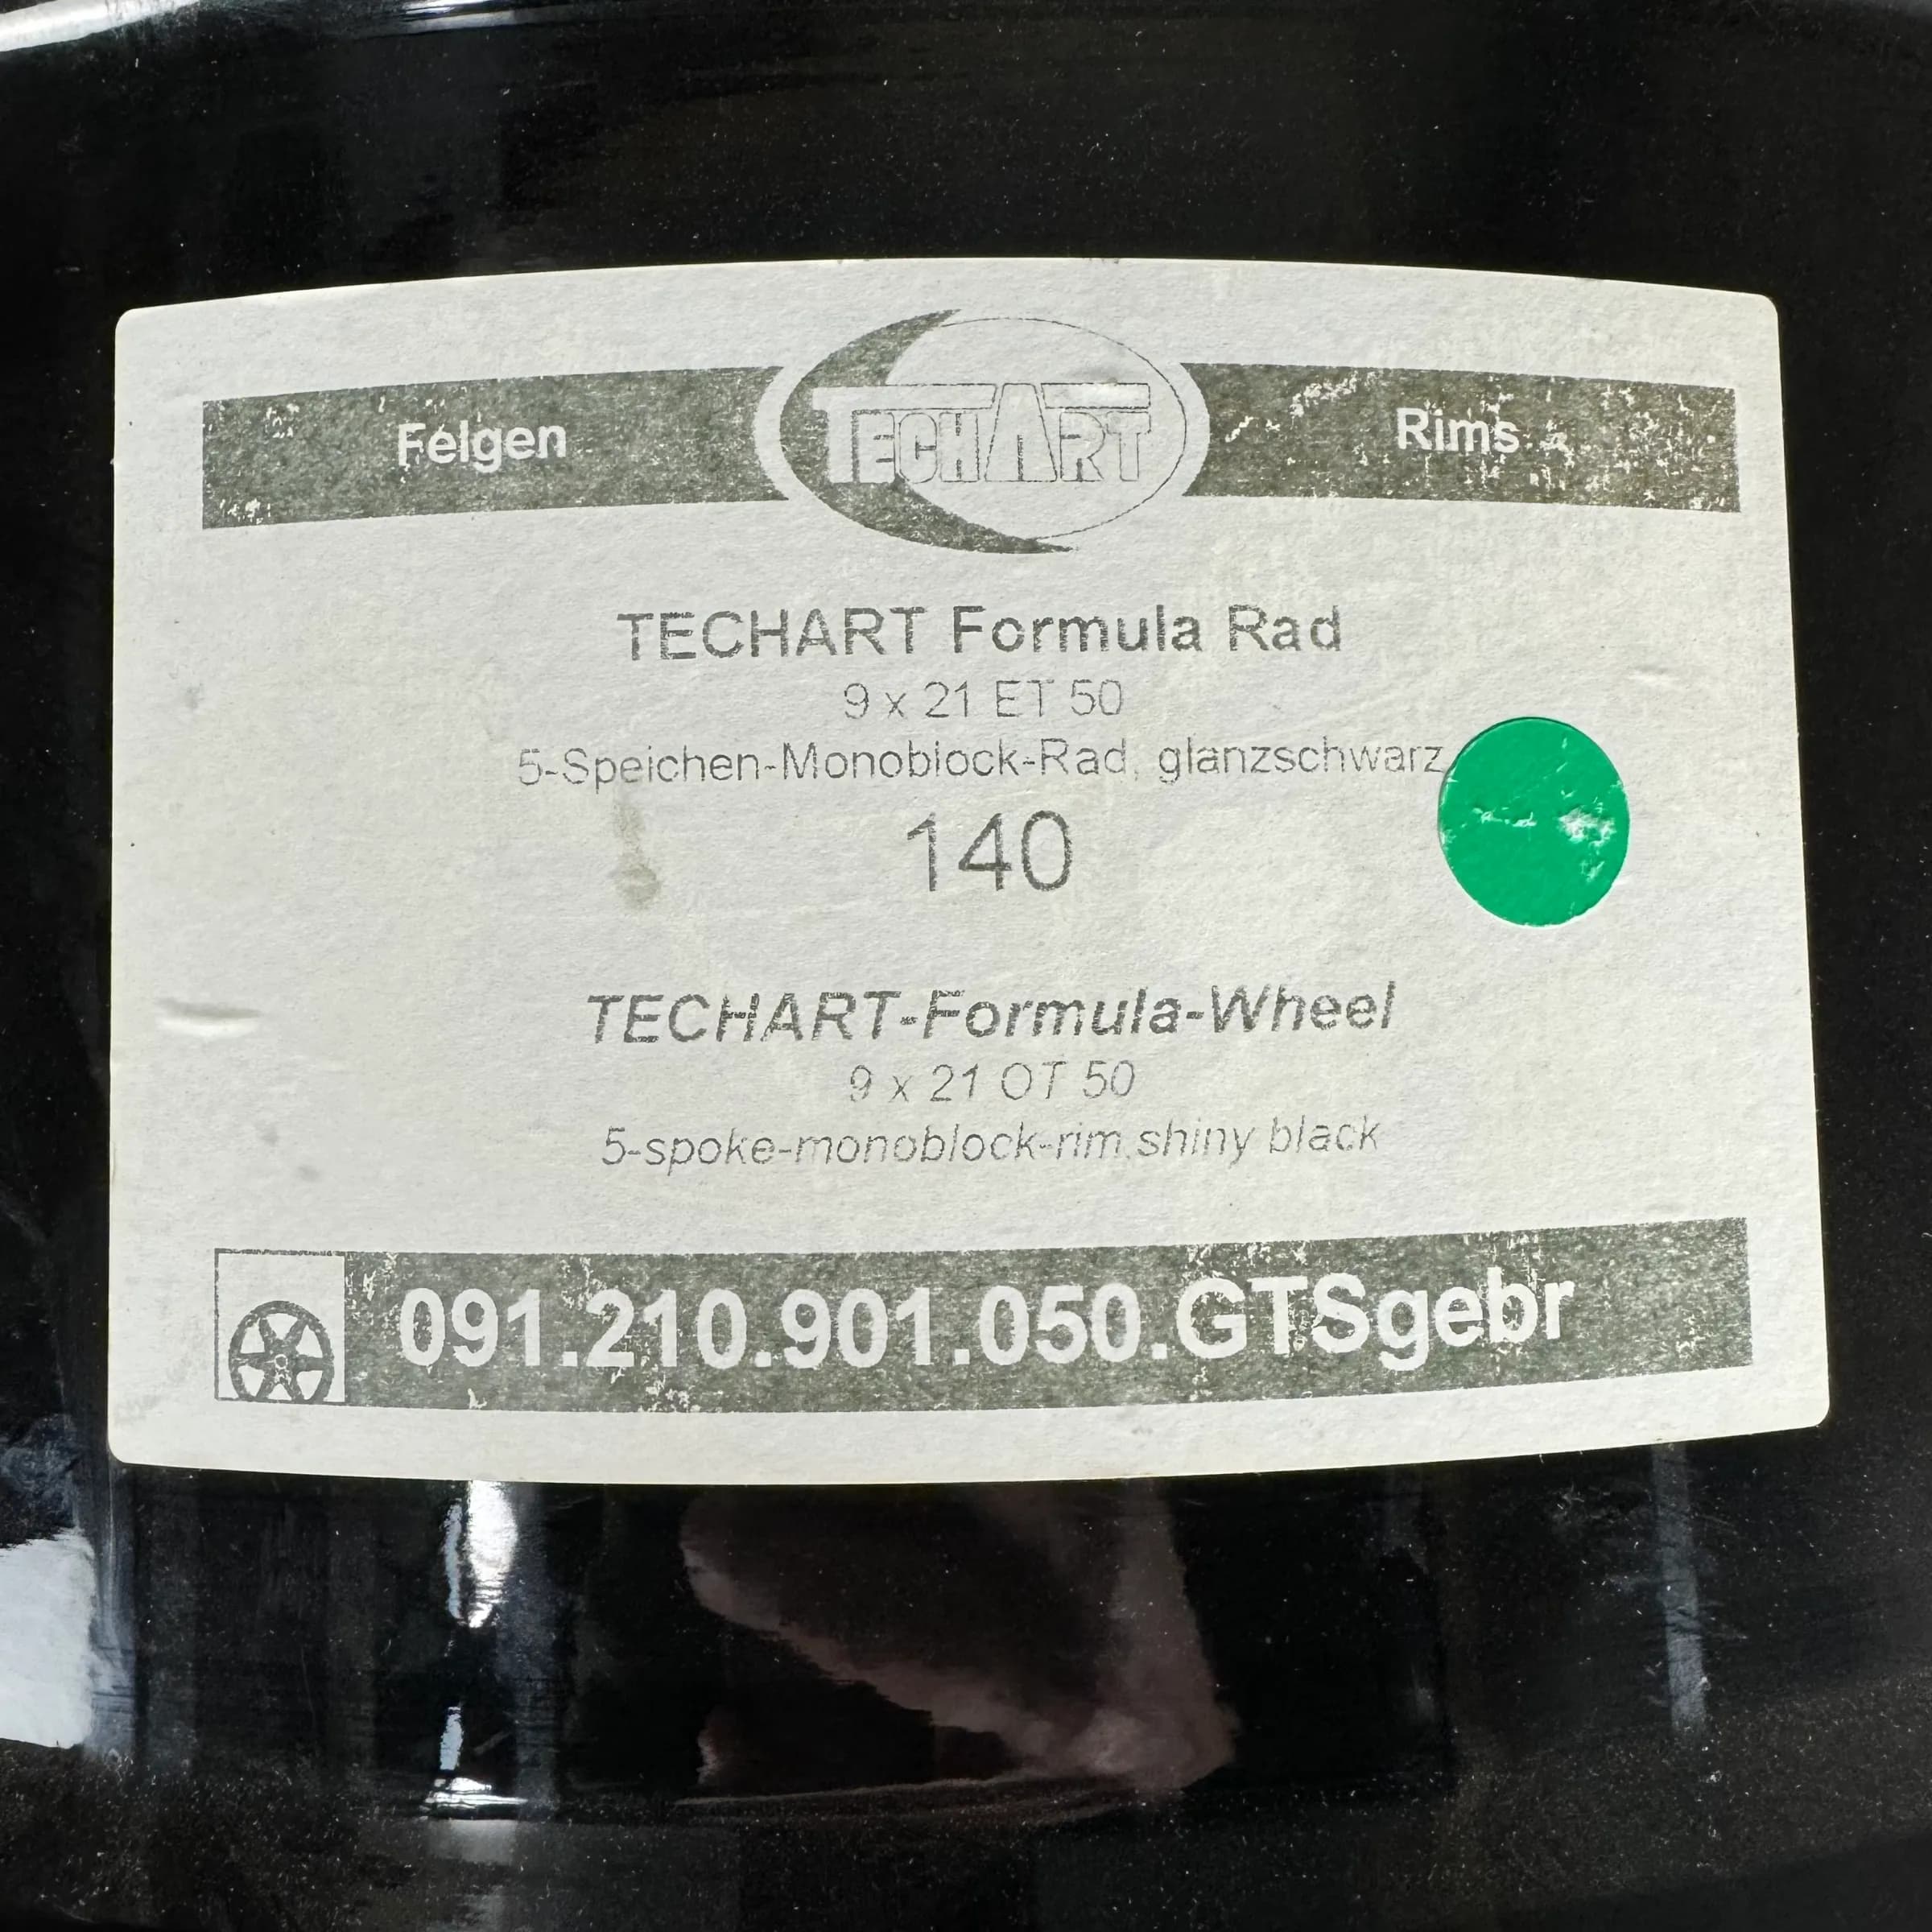 Felgen
TECHART
Rims
TECHART Formula Rad
9 x 21 ET 50
5-Speichen-Monoblock-Rad, glanzschwarz
140
TECHART-Formula-Wheel
9 x 21 OT 50
5-spoke-monoblock-rim,shiny black
091.210.901.050.GTSgebr